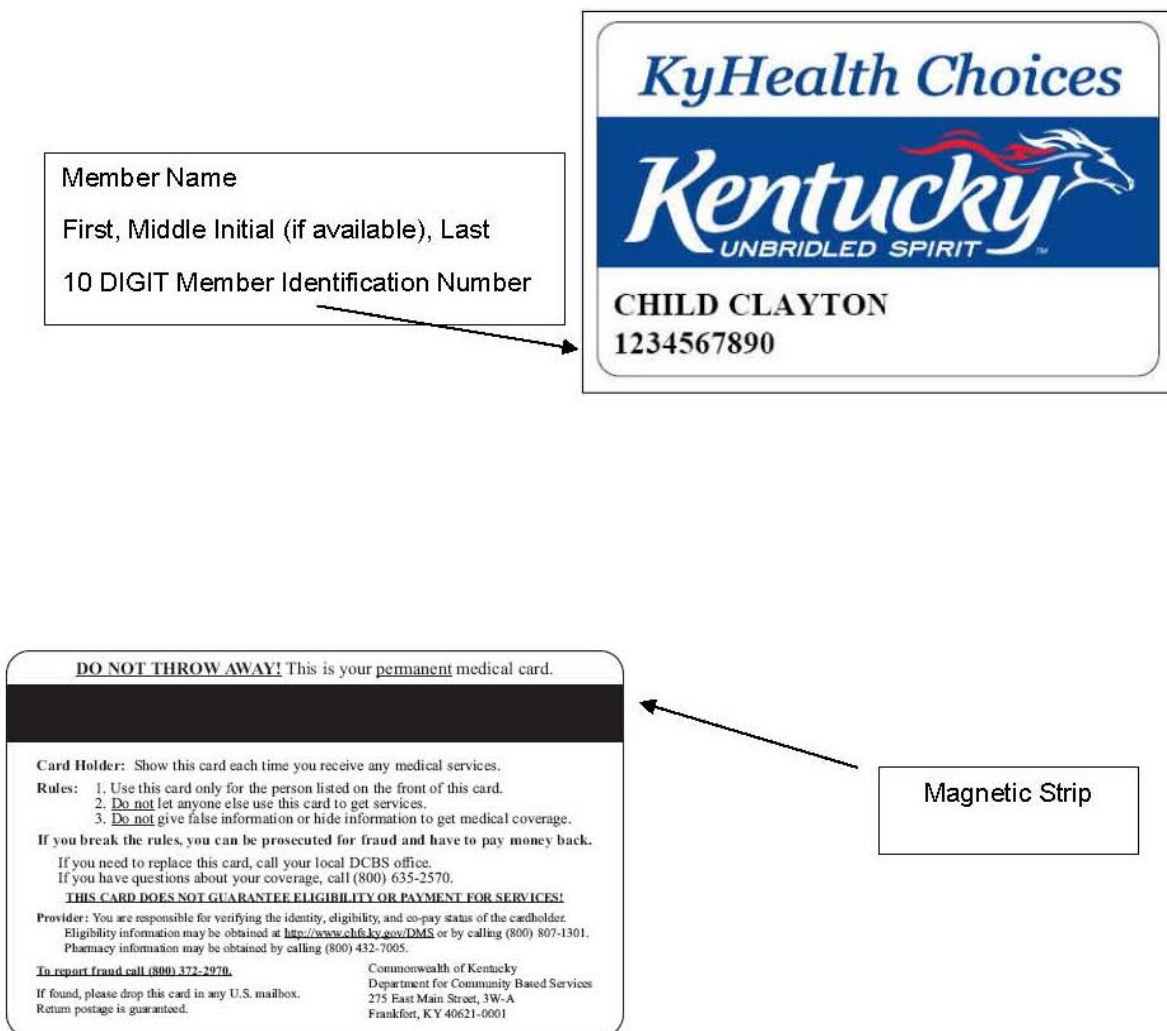 Member Name
First, Middle Initial (if available), Last
10 DIGIT Member Identification Number
KyHealth Choices
Kentucky
UNBRIDLED SPIRIT™
CHILD CLAYTON
1234567890
DO NOT THROW AWAY! This is your permanent medical card.
Card Holder: Show this card each time you receive any medical services.
Rules: 1. Use this card only for the person listed on the front of this card.
2. Do not let anyone else use this card to get services.
3. Do not give false information or hide information to get medical coverage.
If you break the rules, you can be prosecuted for fraud and have to pay money back.
If you need to replace this card, call your local DCBS office.
If you have questions about your coverage, call (800) 635-2570.
THIS CARD DOES NOT GUARANTEE ELIGIBILITY OR PAYMENT FOR SERVICES!
Provider: You are responsible for verifying the identity, eligibility, and co-pay status of the cardholder.
Eligibility information may be obtained at http://www.chfs.ky.gov/DMS or by calling (800) 807-1301.
Pharmacy information may be obtained by calling (800) 432-7005.
To report fraud call (800) 372-2970.
If found, please drop this card in any U.S. mailbox.
Return postage is guaranteed.
Commonwealth of Kentucky
Department for Community Based Services
275 East Main Street, 3W-A
Frankfort, KY 40621-0001
Magnetic Strip